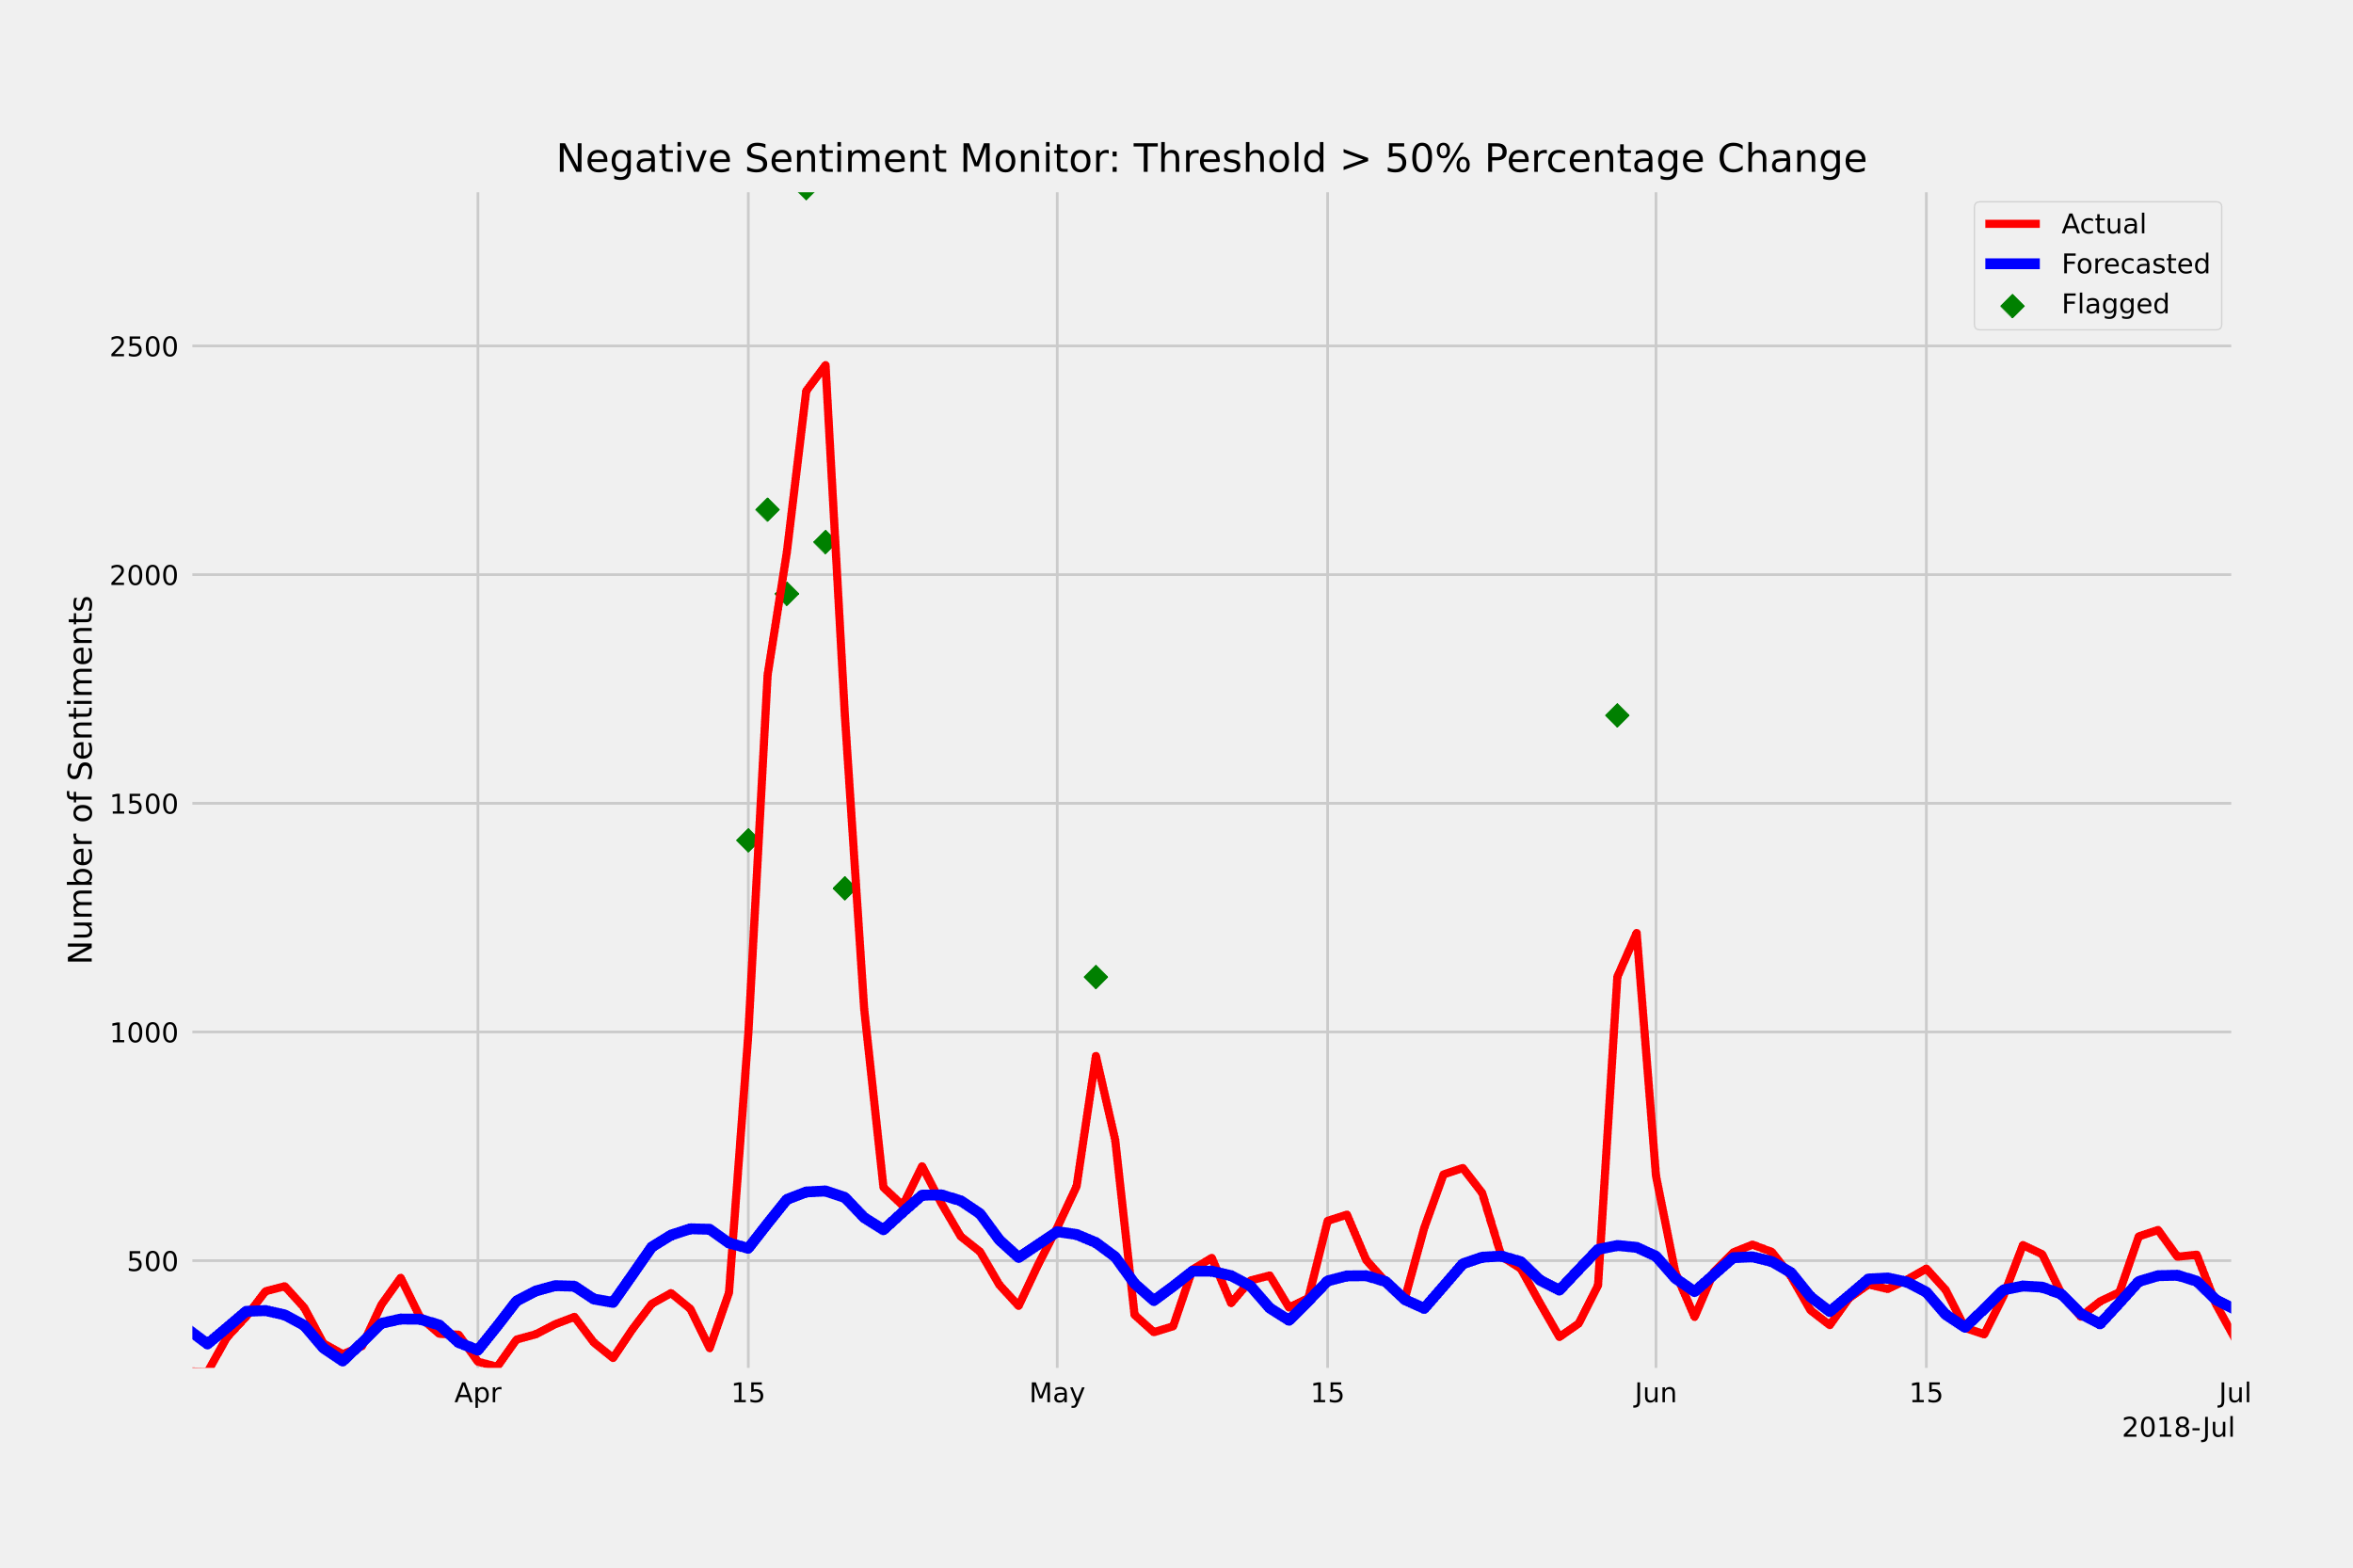 Negative Sentiment Monitor: Threshold > 50% Percentage Change
Actual
Forecasted
Flagged
Number of Sentiments
2500
2000
1500
1000
500
Apr 15 May 15 Jun 15 Jul
2018-Jul